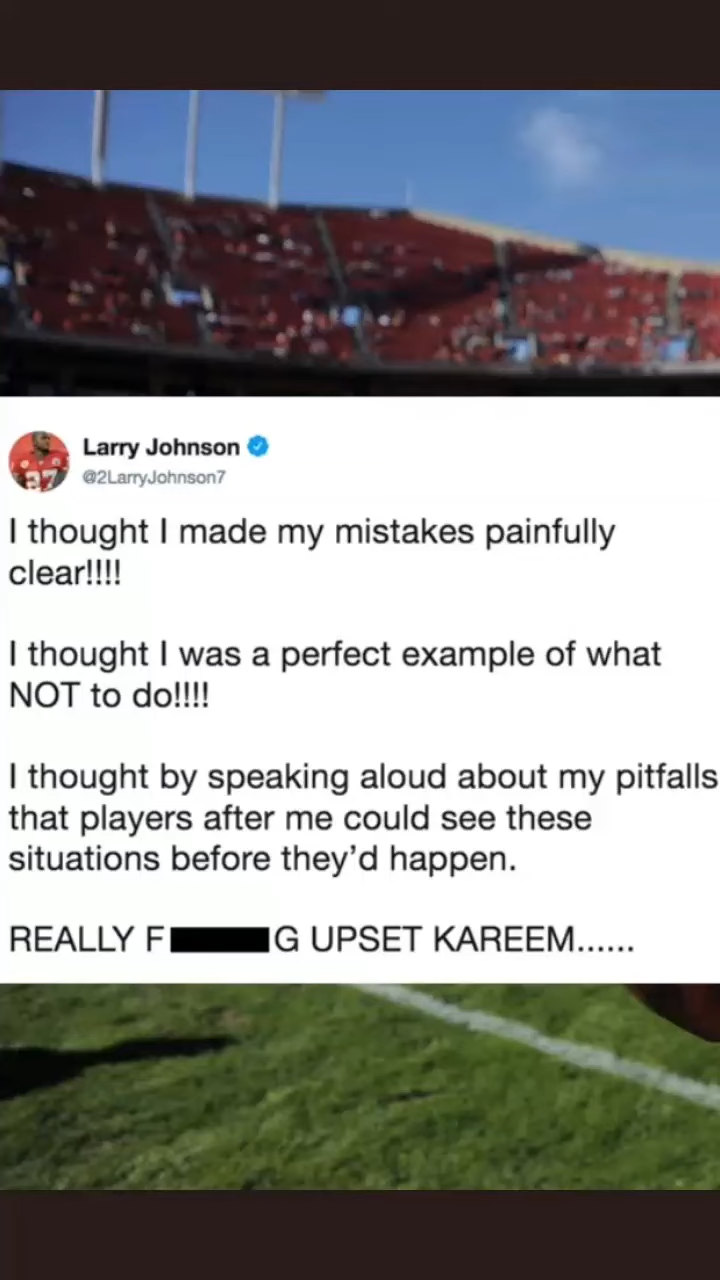 Larry Johnson
@2LarryJohnson7
I thought I made my mistakes painfully
clear!!!!
I thought I was a perfect example of what
NOT to do!!!!
I thought by speaking aloud about my pitfalls
that players after me could see these
situations before they’d happen.
REALLY F G UPSET KAREEM......